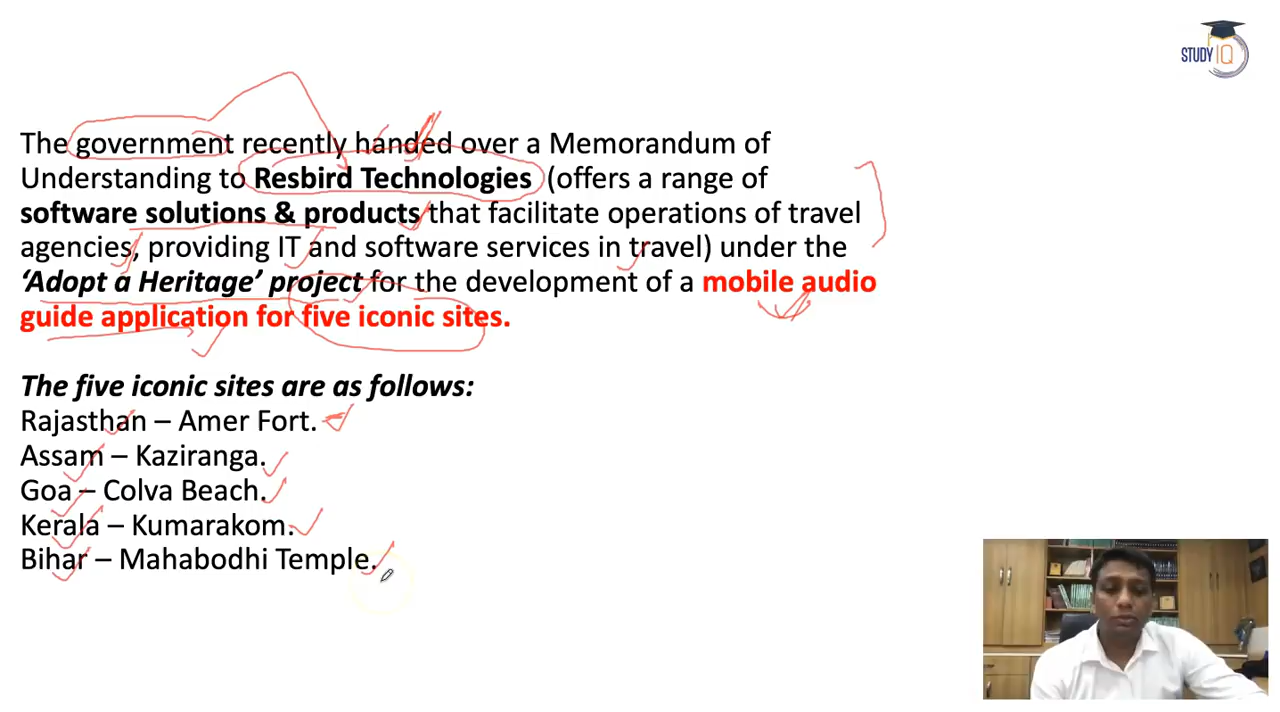 STUDY IQ
The government recently handed over a Memorandum of
Understanding to Resbird Technologies (offers a range of
software solutions & products that facilitate operations of travel
agencies, providing IT and software services in travel) under the
‘Adopt a Heritage’ project for the development of a mobile audio
guide application for five iconic sites.
The five iconic sites are as follows:
Rajasthan – Amer Fort.
Assam – Kaziranga.
Goa – Colva Beach.
Kerala – Kumarakom.
Bihar – Mahabodhi Temple.